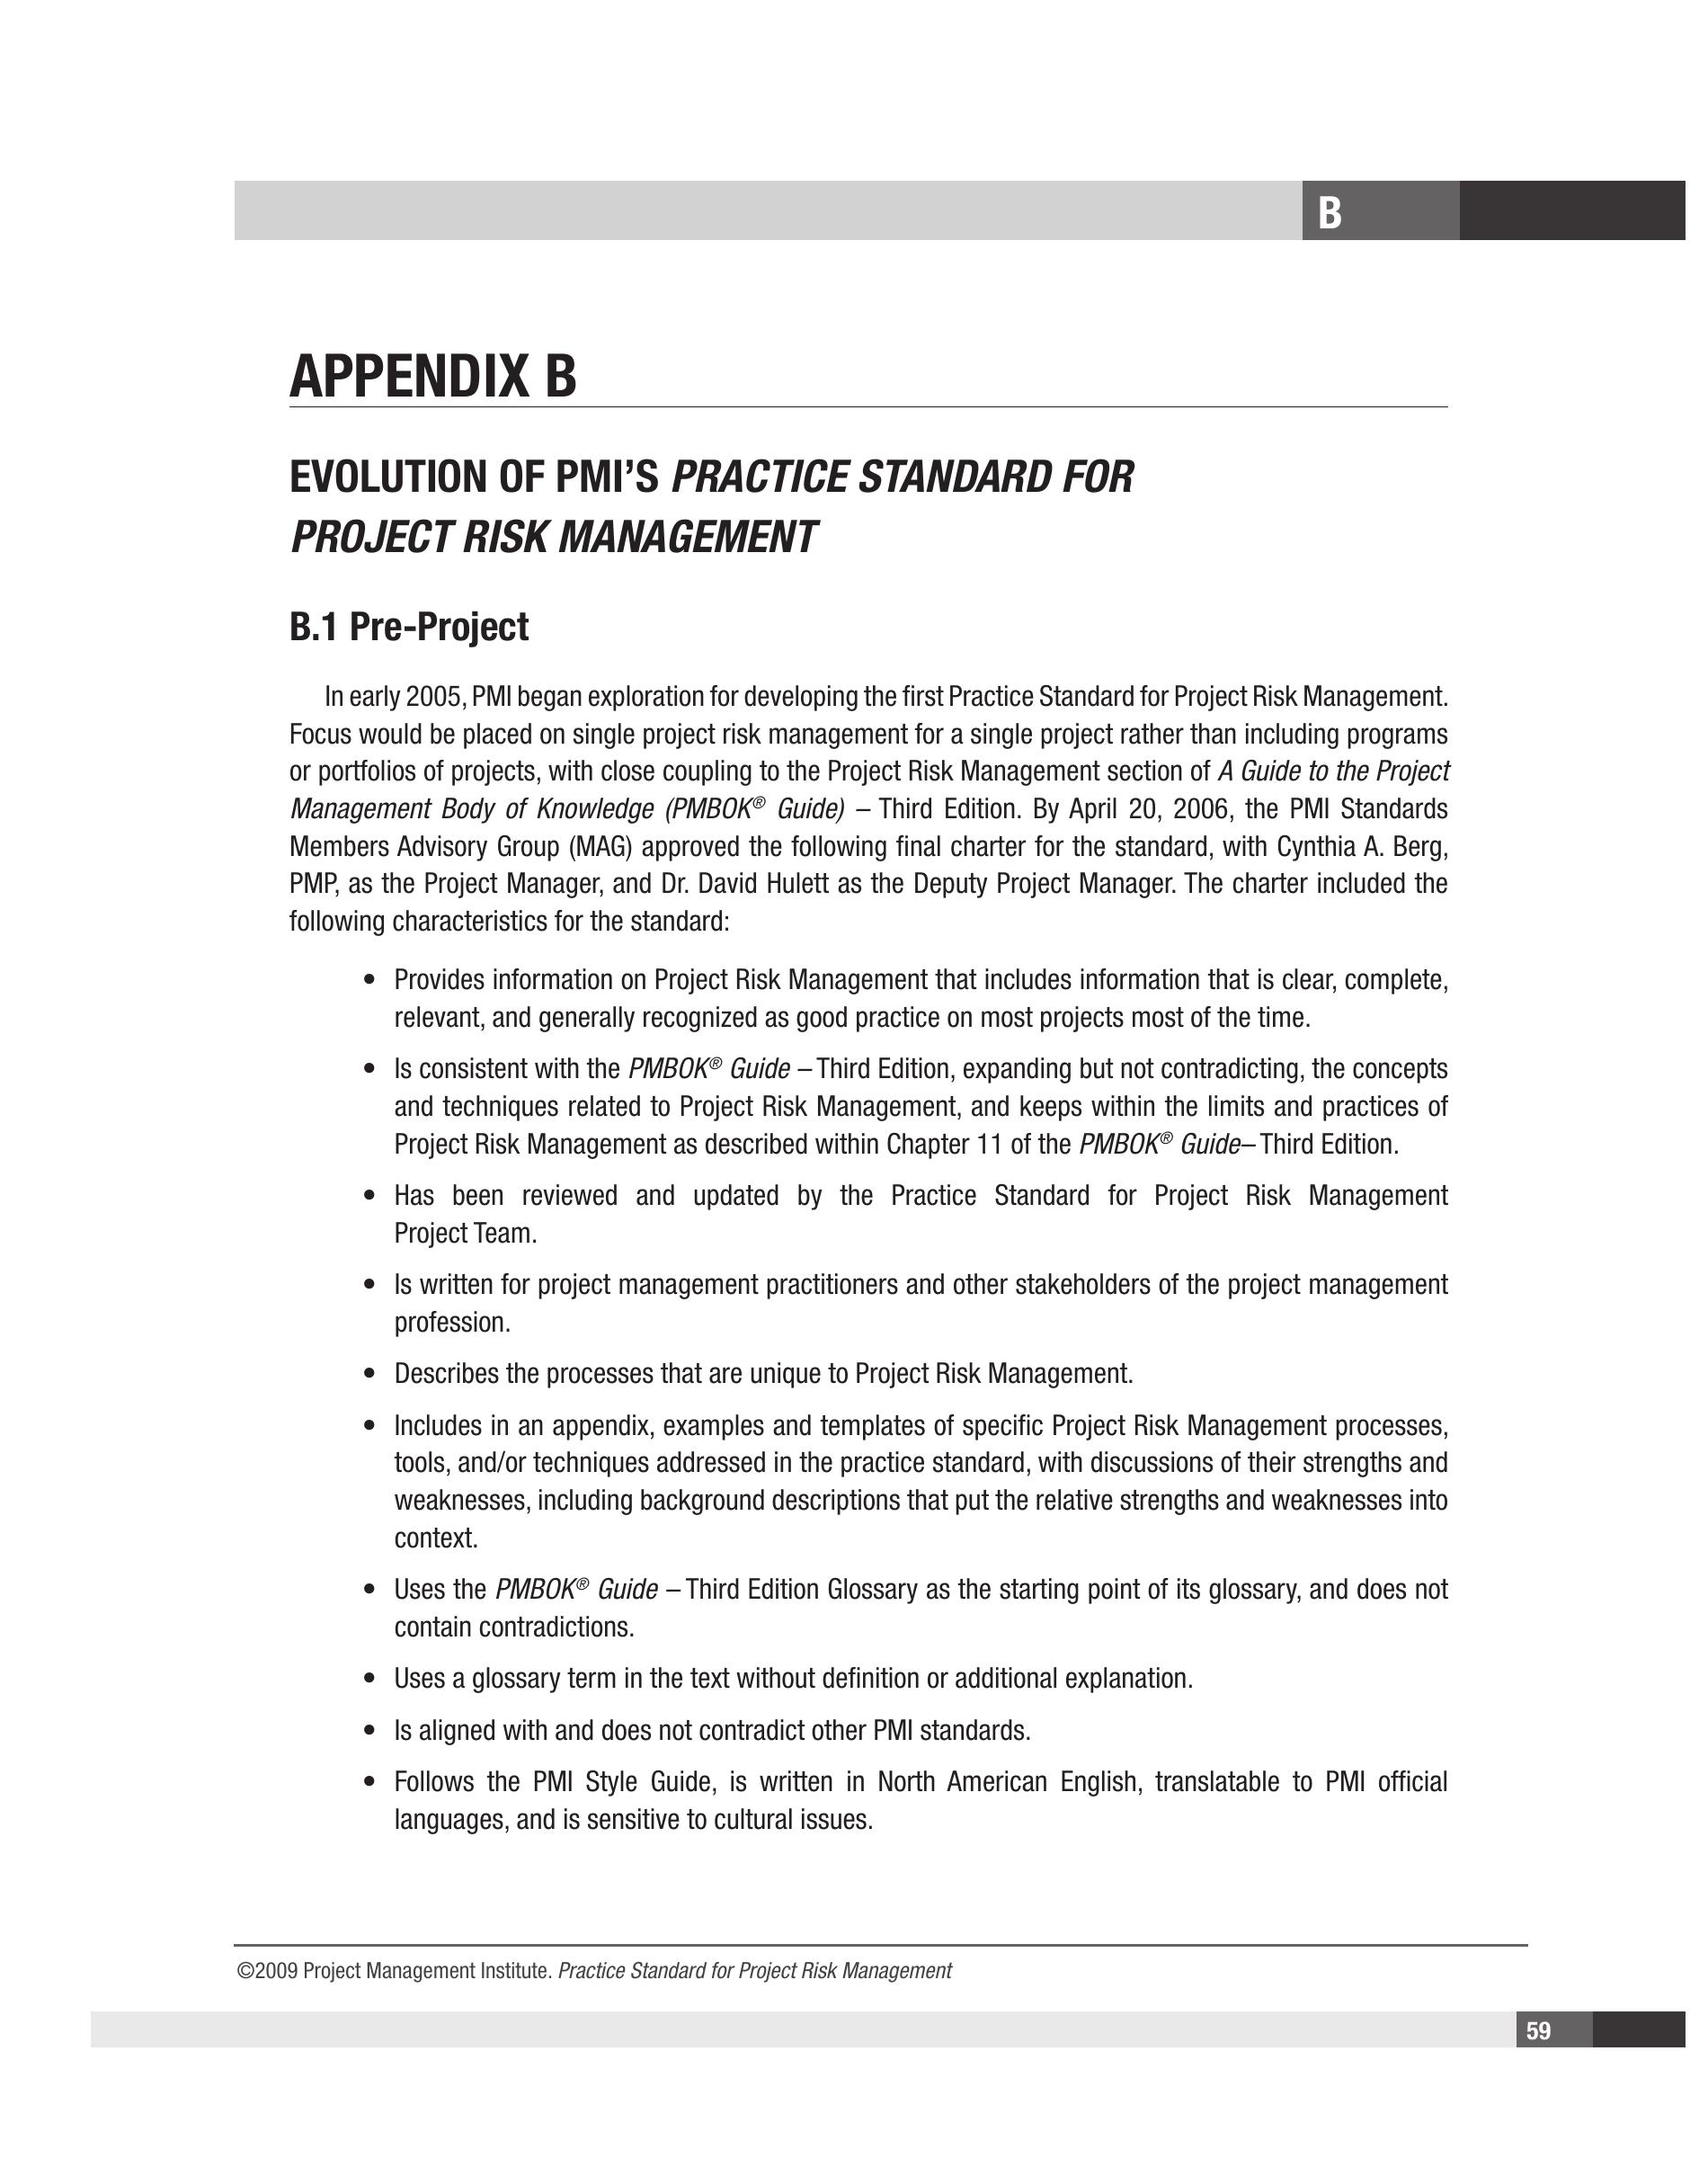 B
APPENDIX B
EVOLUTION OF PMI’S PRACTICE STANDARD FOR
PROJECT RISK MANAGEMENT
B.1 Pre-Project
In early 2005, PMI began exploration for developing the first Practice Standard for Project Risk Management.
Focus would be placed on single project risk management for a single project rather than including programs
or portfolios of projects, with close coupling to the Project Risk Management section of A Guide to the Project
Management Body of Knowledge (PMBOK® Guide) – Third Edition. By April 20, 2006, the PMI Standards
Members Advisory Group (MAG) approved the following final charter for the standard, with Cynthia A. Berg,
PMP, as the Project Manager, and Dr. David Hulett as the Deputy Project Manager. The charter included the
following characteristics for the standard:
• Provides information on Project Risk Management that includes information that is clear, complete,
relevant, and generally recognized as good practice on most projects most of the time.
• Is consistent with the PMBOK® Guide – Third Edition, expanding but not contradicting, the concepts
and techniques related to Project Risk Management, and keeps within the limits and practices of
Project Risk Management as described within Chapter 11 of the PMBOK® Guide– Third Edition.
• Has been reviewed and updated by the Practice Standard for Project Risk Management
Project Team.
• Is written for project management practitioners and other stakeholders of the project management
profession.
• Describes the processes that are unique to Project Risk Management.
• Includes in an appendix, examples and templates of specific Project Risk Management processes,
tools, and/or techniques addressed in the practice standard, with discussions of their strengths and
weaknesses, including background descriptions that put the relative strengths and weaknesses into
context.
• Uses the PMBOK® Guide – Third Edition Glossary as the starting point of its glossary, and does not
contain contradictions.
• Uses a glossary term in the text without definition or additional explanation.
• Is aligned with and does not contradict other PMI standards.
• Follows the PMI Style Guide, is written in North American English, translatable to PMI official
languages, and is sensitive to cultural issues.
©2009 Project Management Institute. Practice Standard for Project Risk Management
59